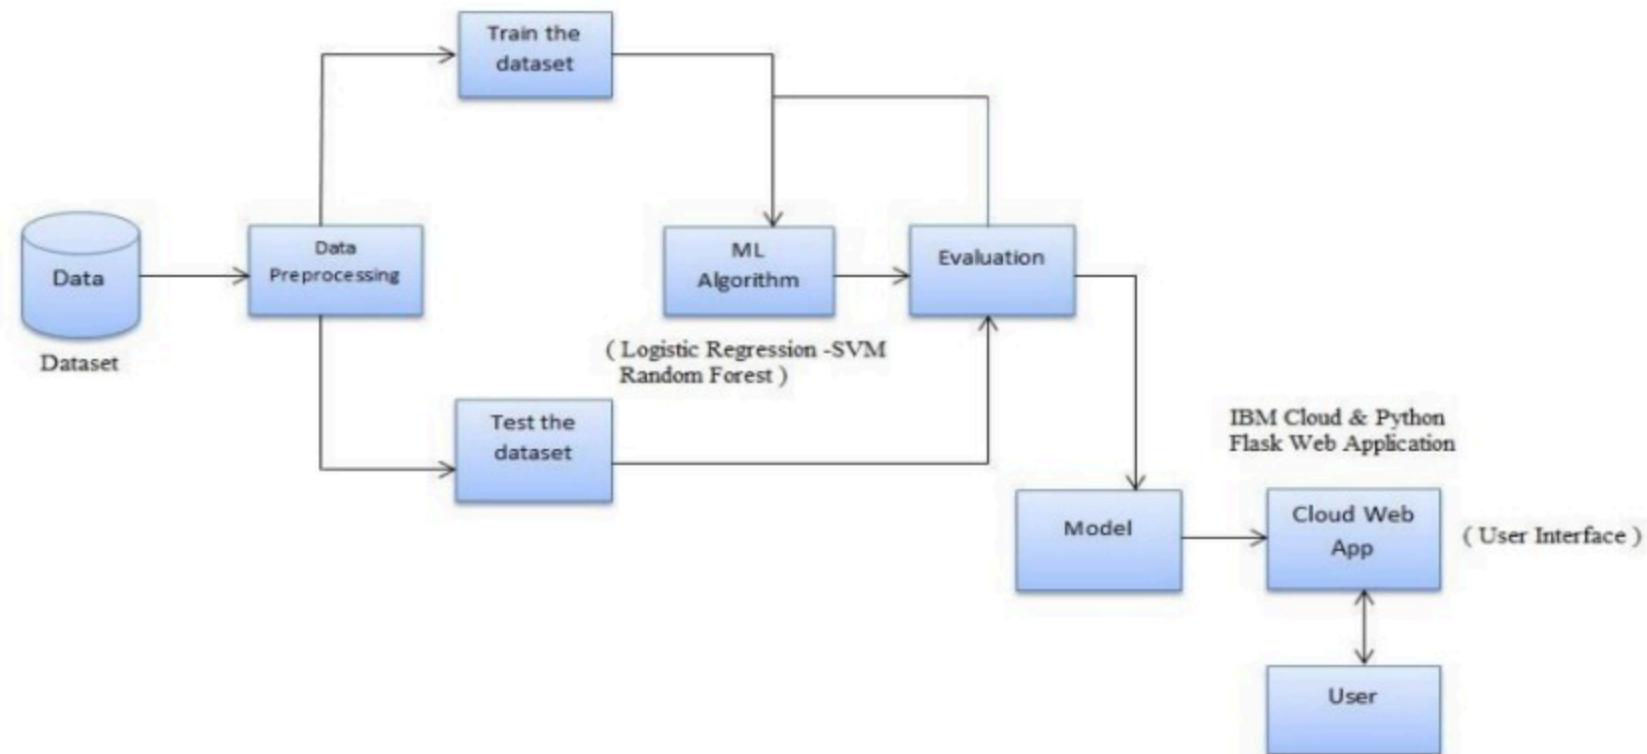 Train the
dataset
Data
Preprocessing
Data
Dataset
ML
Algorithm
( Logistic Regression -SVM
Random Forest )
Evaluation
Test the
dataset
IBM Cloud & Python
Flask Web Application
Model
Cloud Web
App
( User Interface )
User